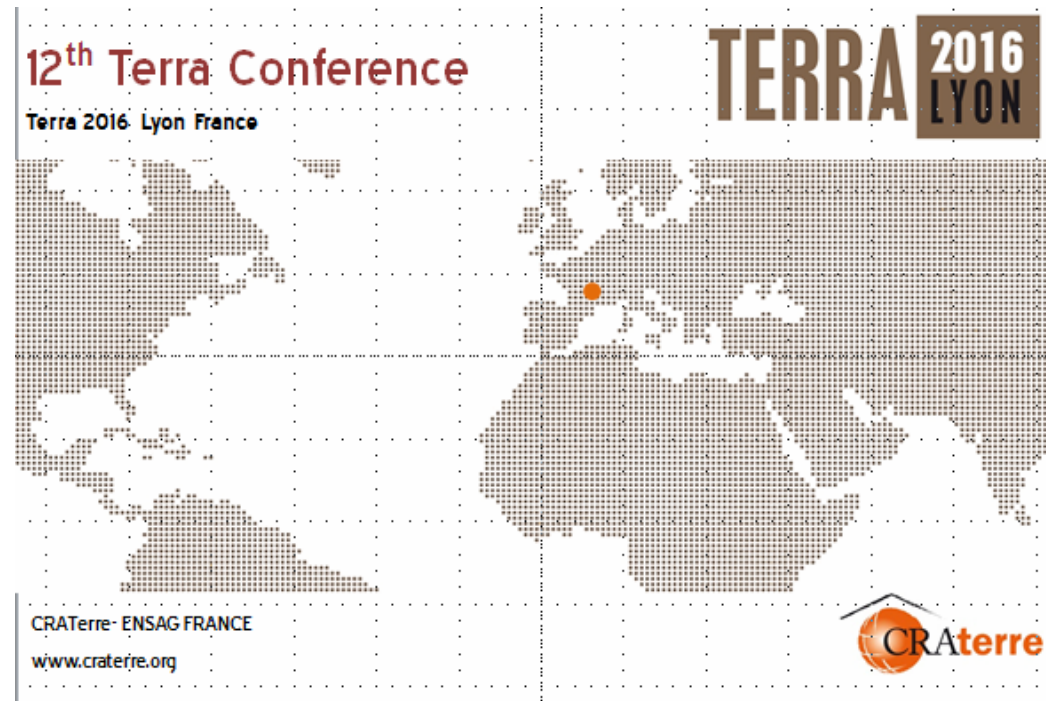 12th Terra Conference
Terra 2016 Lyon France
TERRA 2016 LYON
CRATerre- ENSAG FRANCE
www.craterre.org
CRAterre